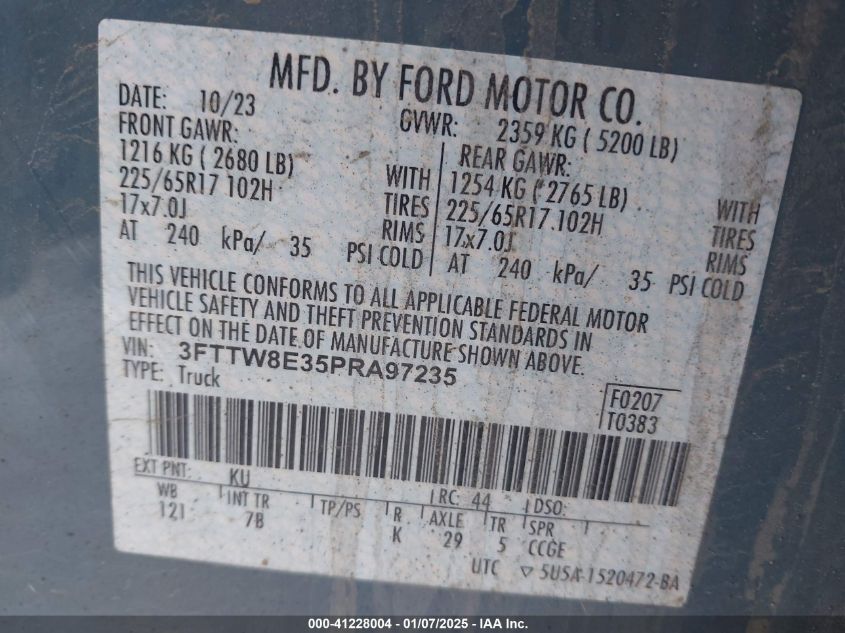 MFD. BY FORD MOTOR CO.
DATE: 10/23 GVWR: 2359 KG ( 5200 LB)
FRONT GAWR: REAR GAWR:
1216 KG ( 2680 LB) WITH 1254 KG ( 2765 LB) WITH
225/65R17 102H TIRES 225/65R17 102H TIRES
17x7.0J RIMS 17x7.0J RIMS
AT 240 kPa/ 35 PSI COLD AT 240 kPa/ 35 PSI COLD
THIS VEHICLE CONFORMS TO ALL APPLICABLE FEDERAL MOTOR
VEHICLE SAFETY AND THEFT PREVENTION STANDARDS IN
EFFECT ON THE DATE OF MANUFACTURE SHOWN ABOVE.
VIN: 3FTTW8E35PRA97235
TYPE: Truck
F0207
T0383
EXT PNT: KU RC: 44 DSO:
WB INT TR TP/PS R AXLE TR SPR
121 7B K 29 5 CCGE
UTC ▽ 5U5A-1520472-BA
000-41228004 — 01/07/2025 — IAA Inc.